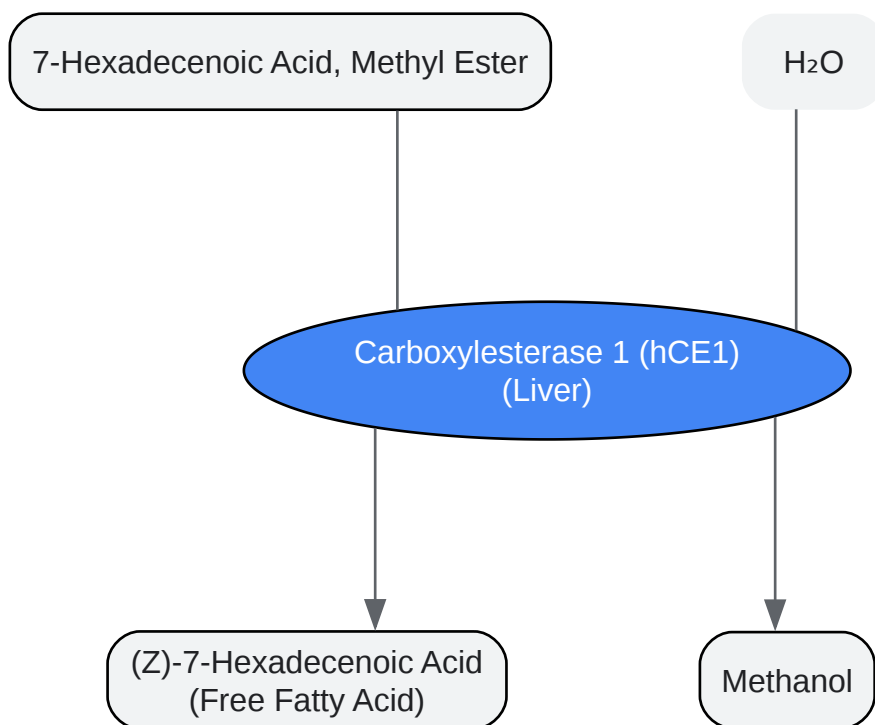 7-Hexadecenoic Acid, Methyl Ester
H₂O
Carboxylesterase 1 (hCE1)
(Liver)
(Z)-7-Hexadecenoic Acid
(Free Fatty Acid)
Methanol